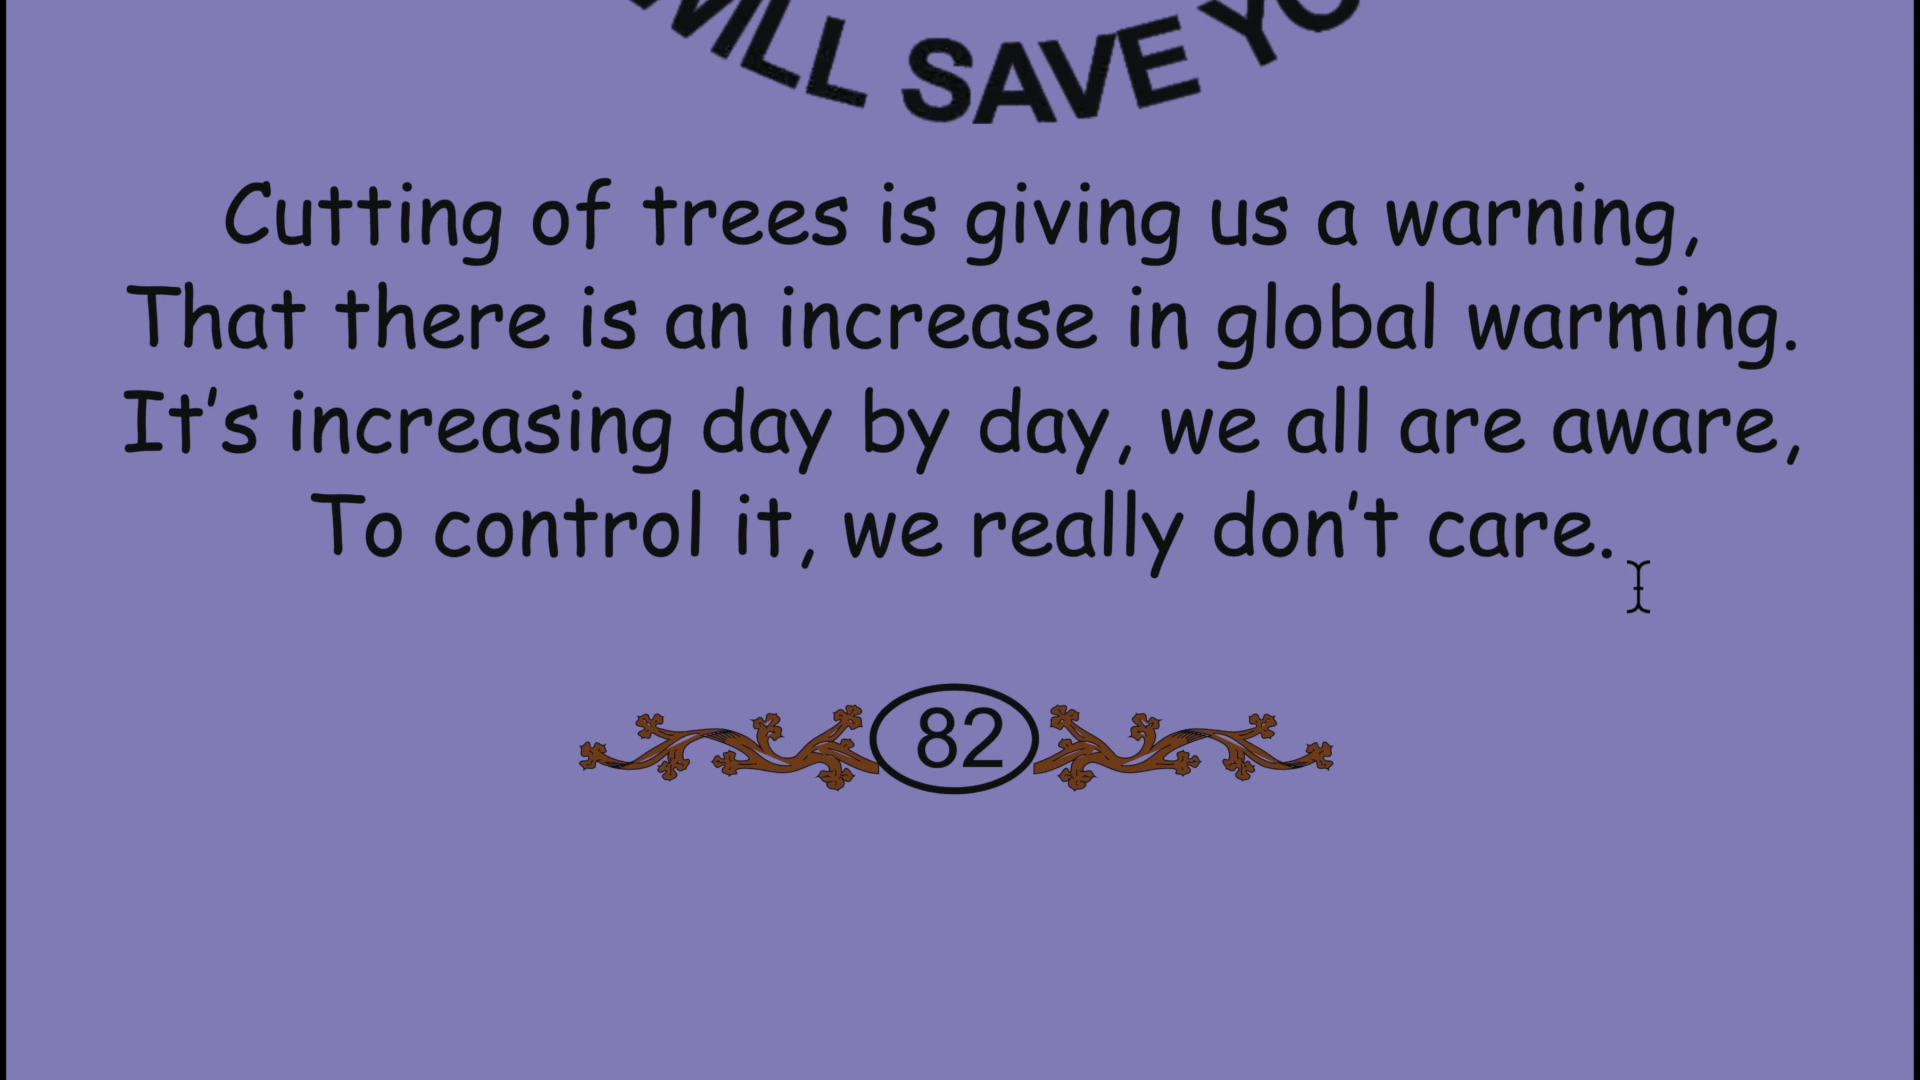 WILL SAVE
Cutting of trees is giving us a warning,
That there is an increase in global warming.
It’s increasing day by day, we all are aware,
To control it, we really don’t care.
82